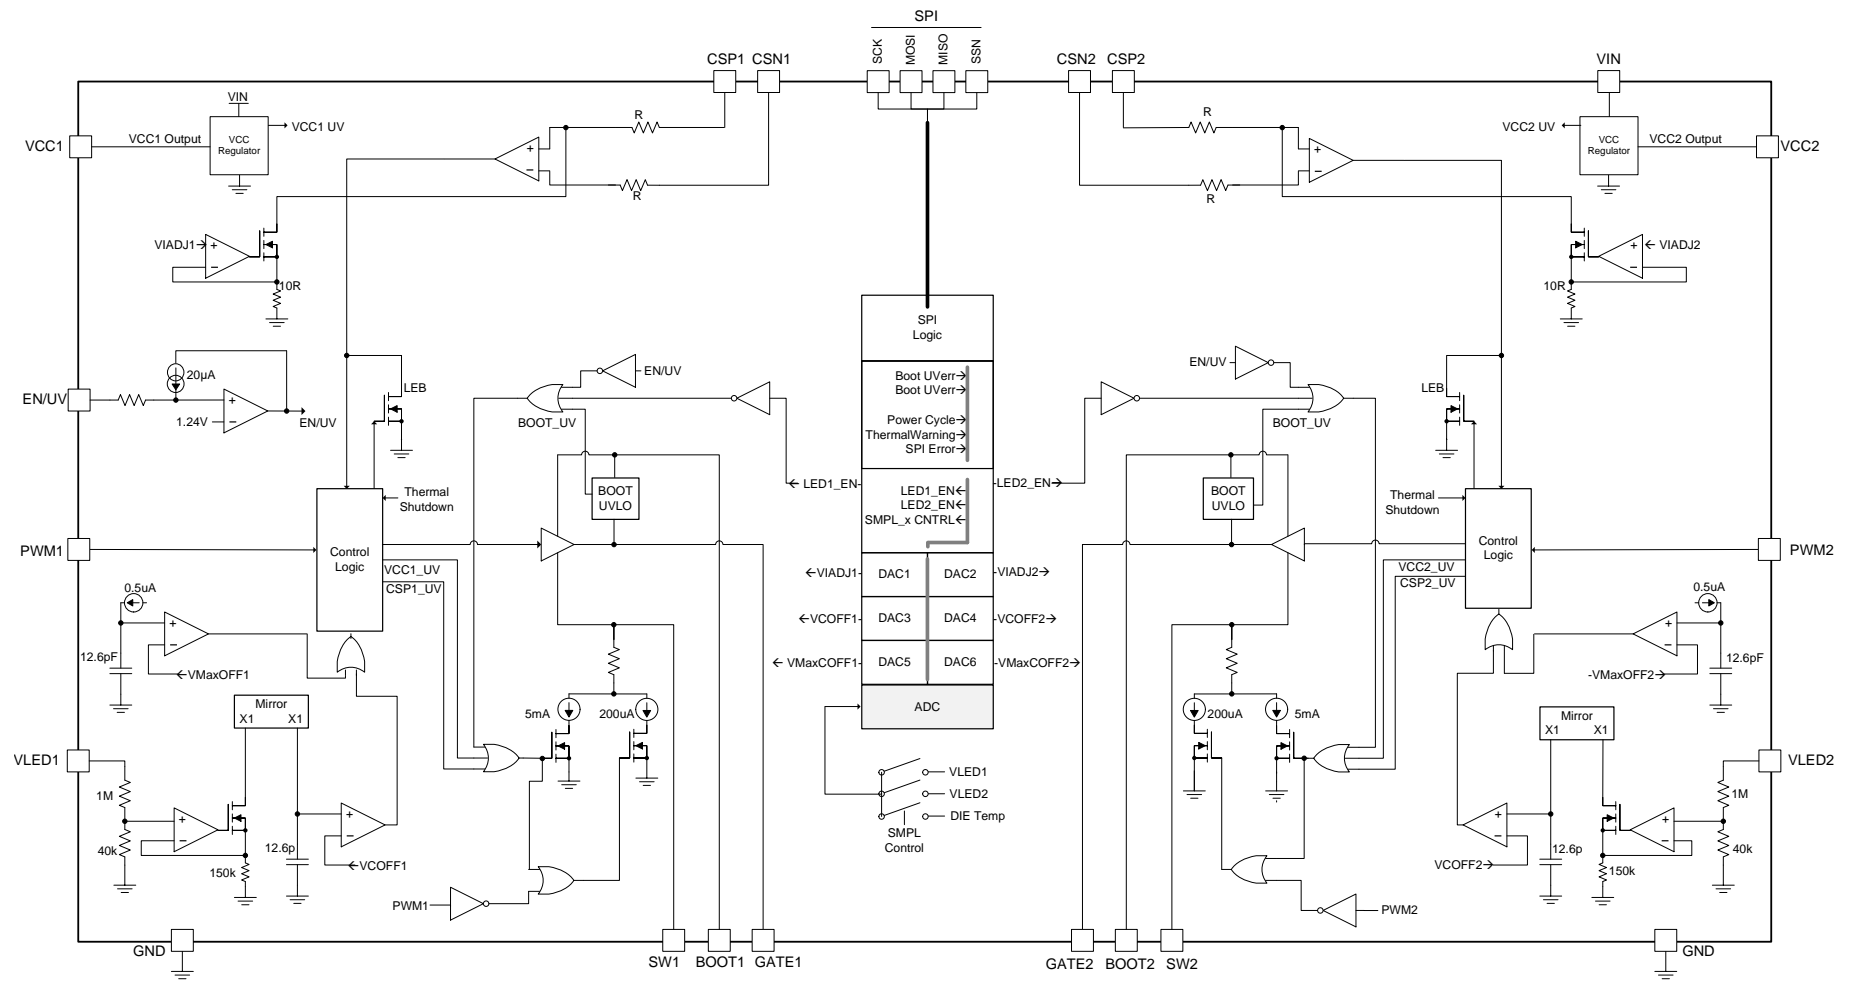 SPI
SCK
MOSI
MISO
SSN
CSP1
CSN1
CSN2
CSP2
VIN
VIN
VCC1
VCC1 Output
VCC
Regulator
VCC1 UV
R
R
+
−
R
R
+
−
VCC2 UV
VCC
Regulator
VCC2 Output
VCC2
VIADJ1
+
−
10R
VIADJ2
+
−
10R
SPI
Logic
EN/UV
20µA
1.24V
+
−
EN/UV
LEB
EN/UV
BOOT_UV
Boot UVerr
Boot UVerr
Power Cycle
ThermalWarning
SPI Error
EN/UV
BOOT_UV
LEB
Thermal
Shutdown
BOOT
UVLO
LED1_EN
LED1_EN
LED2_EN
SMPL_x CNTRL
LED2_EN
BOOT
UVLO
Thermal
Shutdown
PWM1
Control
Logic
VCC1_UV
CSP1_UV
VIADJ1
DAC1
DAC2
VIADJ2
VCC2_UV
CSP2_UV
Control
Logic
PWM2
0.5uA
12.6pF
+
−
VMaxOFF1
VCOFF1
DAC3
DAC4
VCOFF2
VMaxCOFF1
DAC5
DAC6
VMaxCOFF2
0.5uA
12.6pF
+
−
-VMaxOFF2
Mirror
X1 X1
5mA
200uA
ADC
200uA
5mA
Mirror
X1 X1
VLED1
1M
40k
+
−
150k
12.6p
+
−
VCOFF1
VLED1
VLED2
DIE Temp
SMPL
Control
VLED2
1M
40k
+
−
150k
12.6p
+
−
VCOFF2
PWM1
PWM2
GND
SW1
BOOT1
GATE1
GATE2
BOOT2
SW2
GND